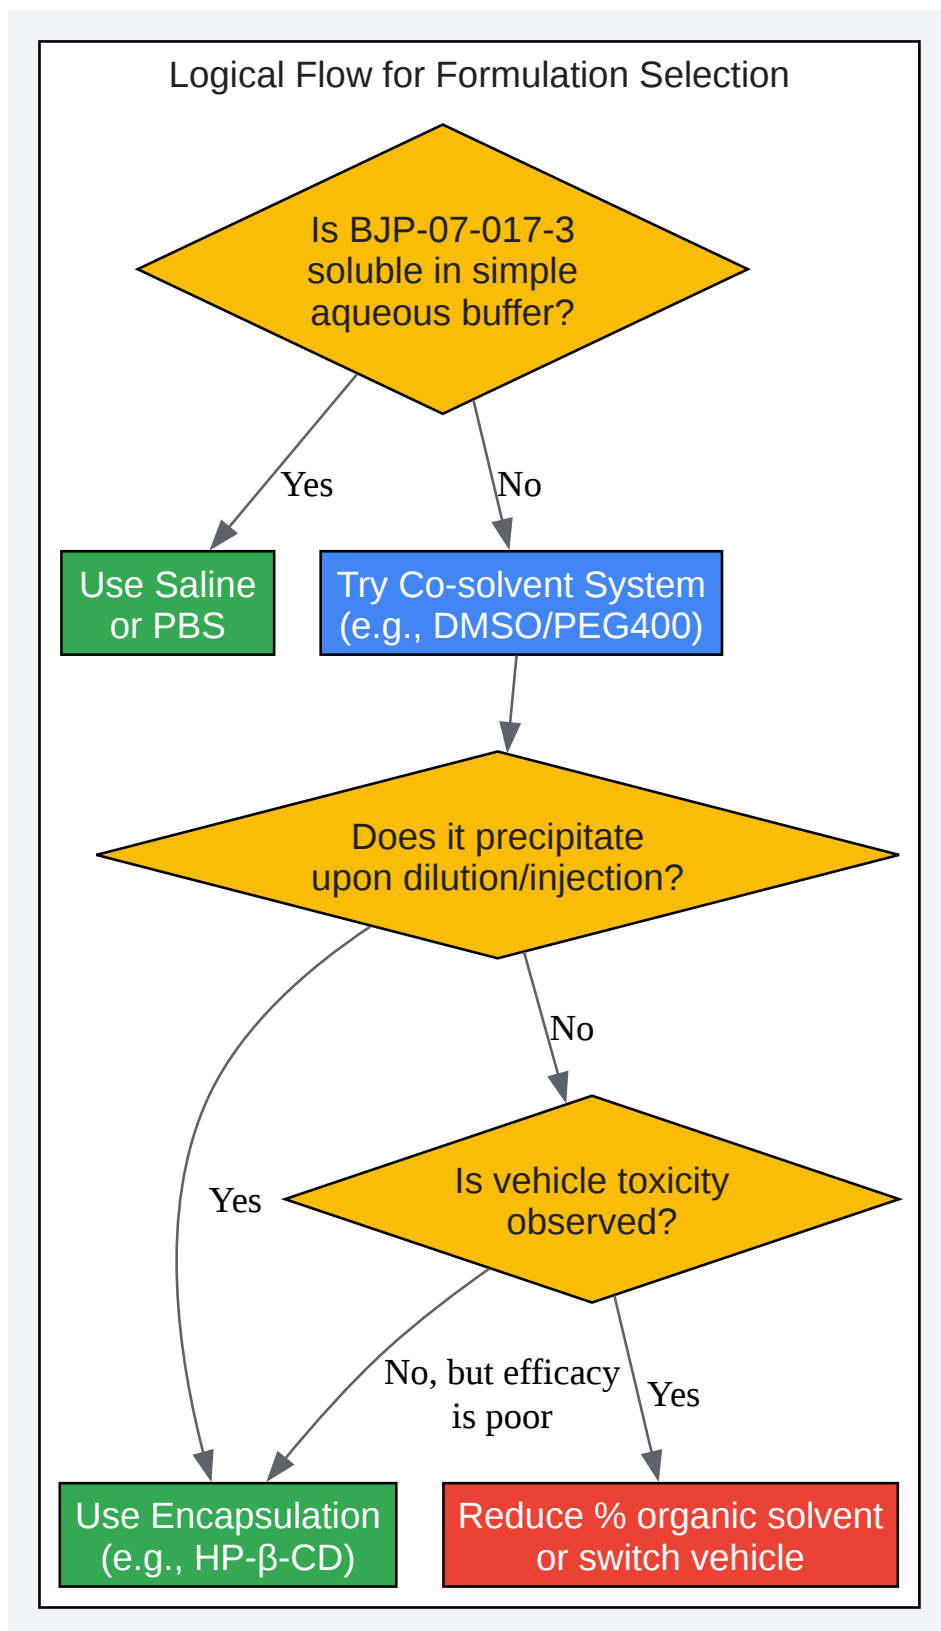 Logical Flow for Formulation Selection
Is BJP-07-017-3
soluble in simple
aqueous buffer?
Yes
No
Use Saline
or PBS
Try Co-solvent System
(e.g., DMSO/PEG400)
Does it precipitate
upon dilution/injection?
No
Is vehicle toxicity
observed?
Yes
No, but efficacy
is poor
Yes
Use Encapsulation
(e.g., HP-β-CD)
Reduce % organic solvent
or switch vehicle